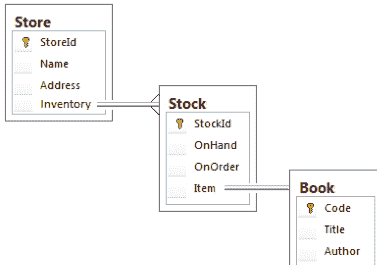 Store
StoreId
Name
Address
Inventory
Stock
StockId
OnHand
OnOrder
Item
Book
Code
Title
Author